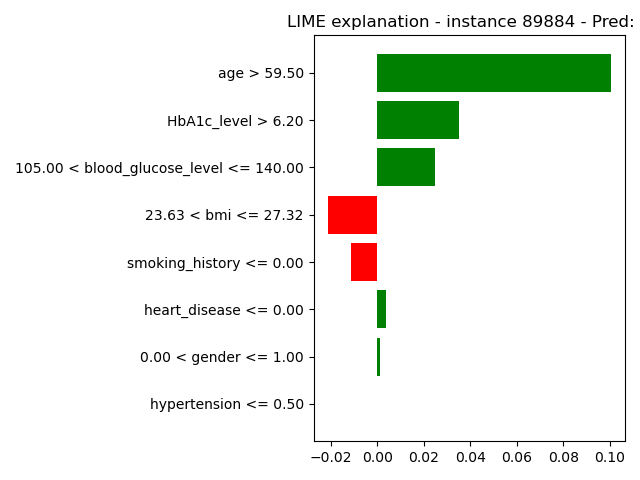 LIME explanation - instance 89884 - Pred:
age > 59.50
HbA1c_level > 6.20
105.00 < blood_glucose_level <= 140.00
23.63 < bmi <= 27.32
smoking_history <= 0.00
heart_disease <= 0.00
0.00 < gender <= 1.00
hypertension <= 0.50
−0.02 0.00 0.02 0.04 0.06 0.08 0.10